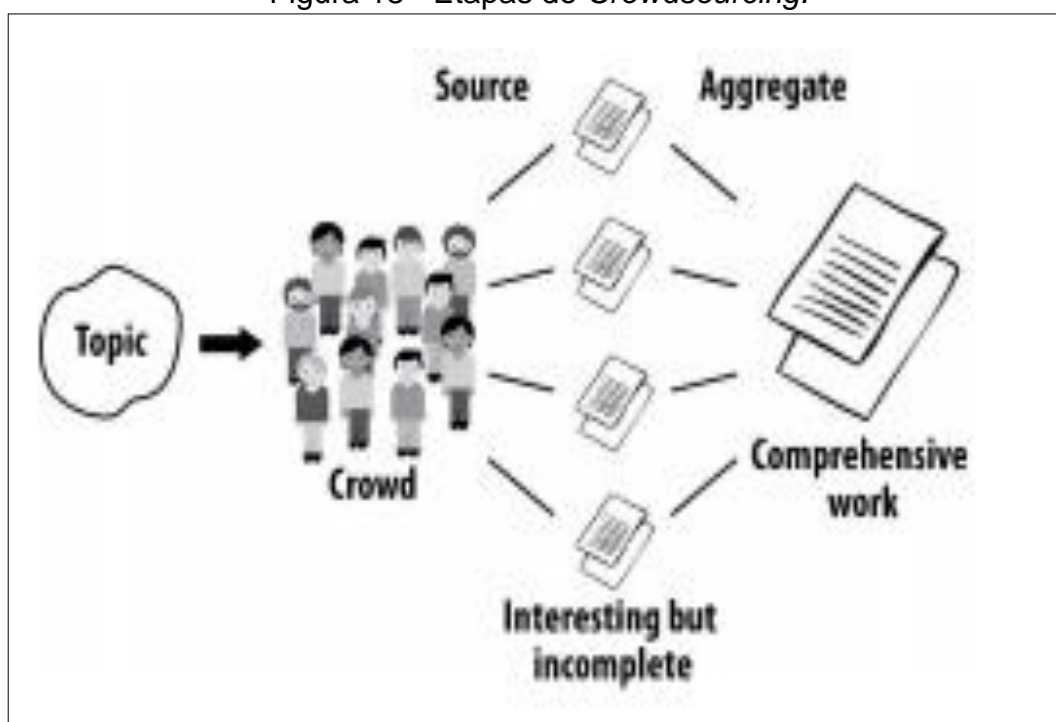 Source
Aggregate
Topic
Crowd
Comprehensive
work
Interesting but
incomplete